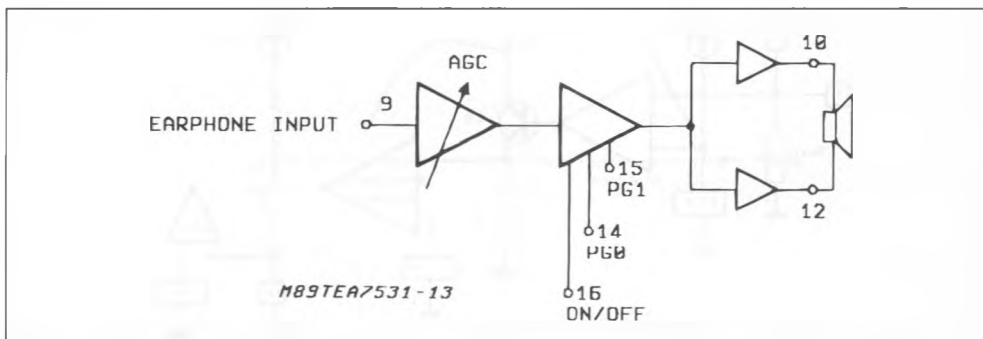 AGC
10
9
EARPHONE INPUT
15
PG1
12
14
PG0
M89TEA7531-13
16
ON/OFF